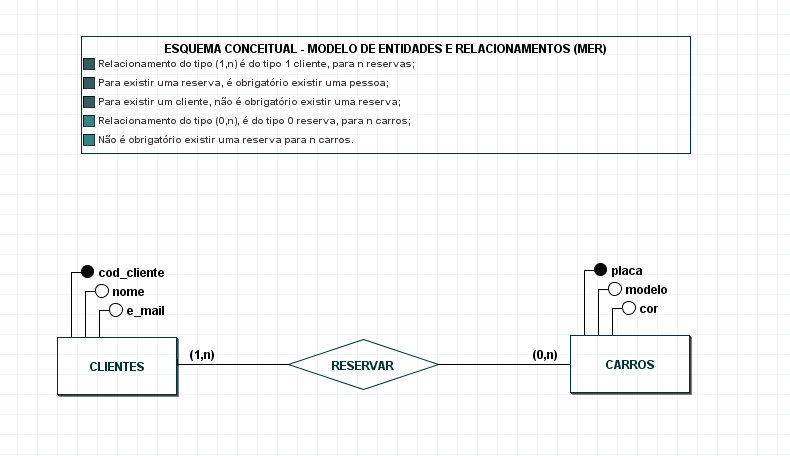 ESQUEMA CONCEITUAL - MODELO DE ENTIDADES E RELACIONAMENTOS (MER)
Relacionamento do tipo (1,n) é do tipo 1 cliente, para n reservas;
Para existir uma reserva, é obrigatório existir uma pessoa;
Para existir um cliente, não é obrigatório existir uma reserva;
Relacionamento do tipo (0,n), é do tipo 0 reserva, para n carros;
Não é obrigatório existir uma reserva para n carros.
cod_cliente
nome
e_mail
placa
modelo
cor
CLIENTES
(1,n)
RESERVAR
(0,n)
CARROS